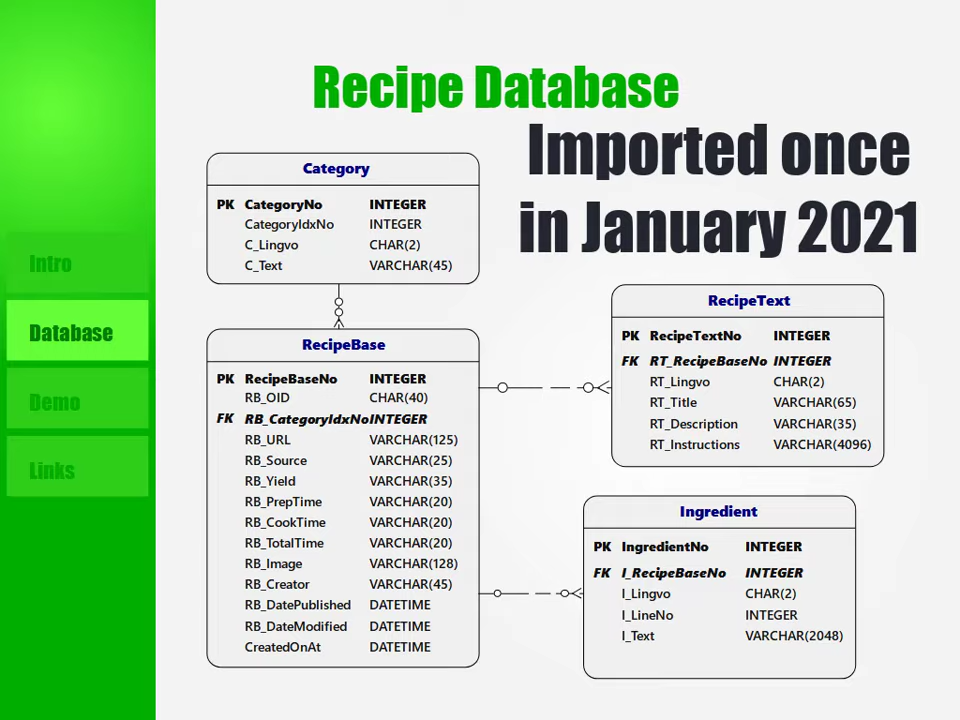 Recipe Database
Imported once
in January 2021
Intro
Database
Demo
Links
Category
PK CategoryNo INTEGER
CategoryIdxNo INTEGER
C_Lingvo CHAR(2)
C_Text VARCHAR(45)
RecipeBase
PK RecipeBaseNo INTEGER
RB_OID CHAR(40)
FK RB_CategoryIdxNo INTEGER
RB_URL VARCHAR(125)
RB_Source VARCHAR(25)
RB_Yield VARCHAR(35)
RB_PrepTime VARCHAR(20)
RB_CookTime VARCHAR(20)
RB_TotalTime VARCHAR(20)
RB_Image VARCHAR(128)
RB_Creator VARCHAR(45)
RB_DatePublished DATETIME
RB_DateModified DATETIME
CreatedOnAt DATETIME
RecipeText
PK RecipeTextNo INTEGER
FK RT_RecipeBaseNo INTEGER
RT_Lingvo CHAR(2)
RT_Title VARCHAR(65)
RT_Description VARCHAR(35)
RT_Instructions VARCHAR(4096)
Ingredient
PK IngredientNo INTEGER
FK I_RecipeBaseNo INTEGER
I_Lingvo CHAR(2)
I_LineNo INTEGER
I_Text VARCHAR(2048)